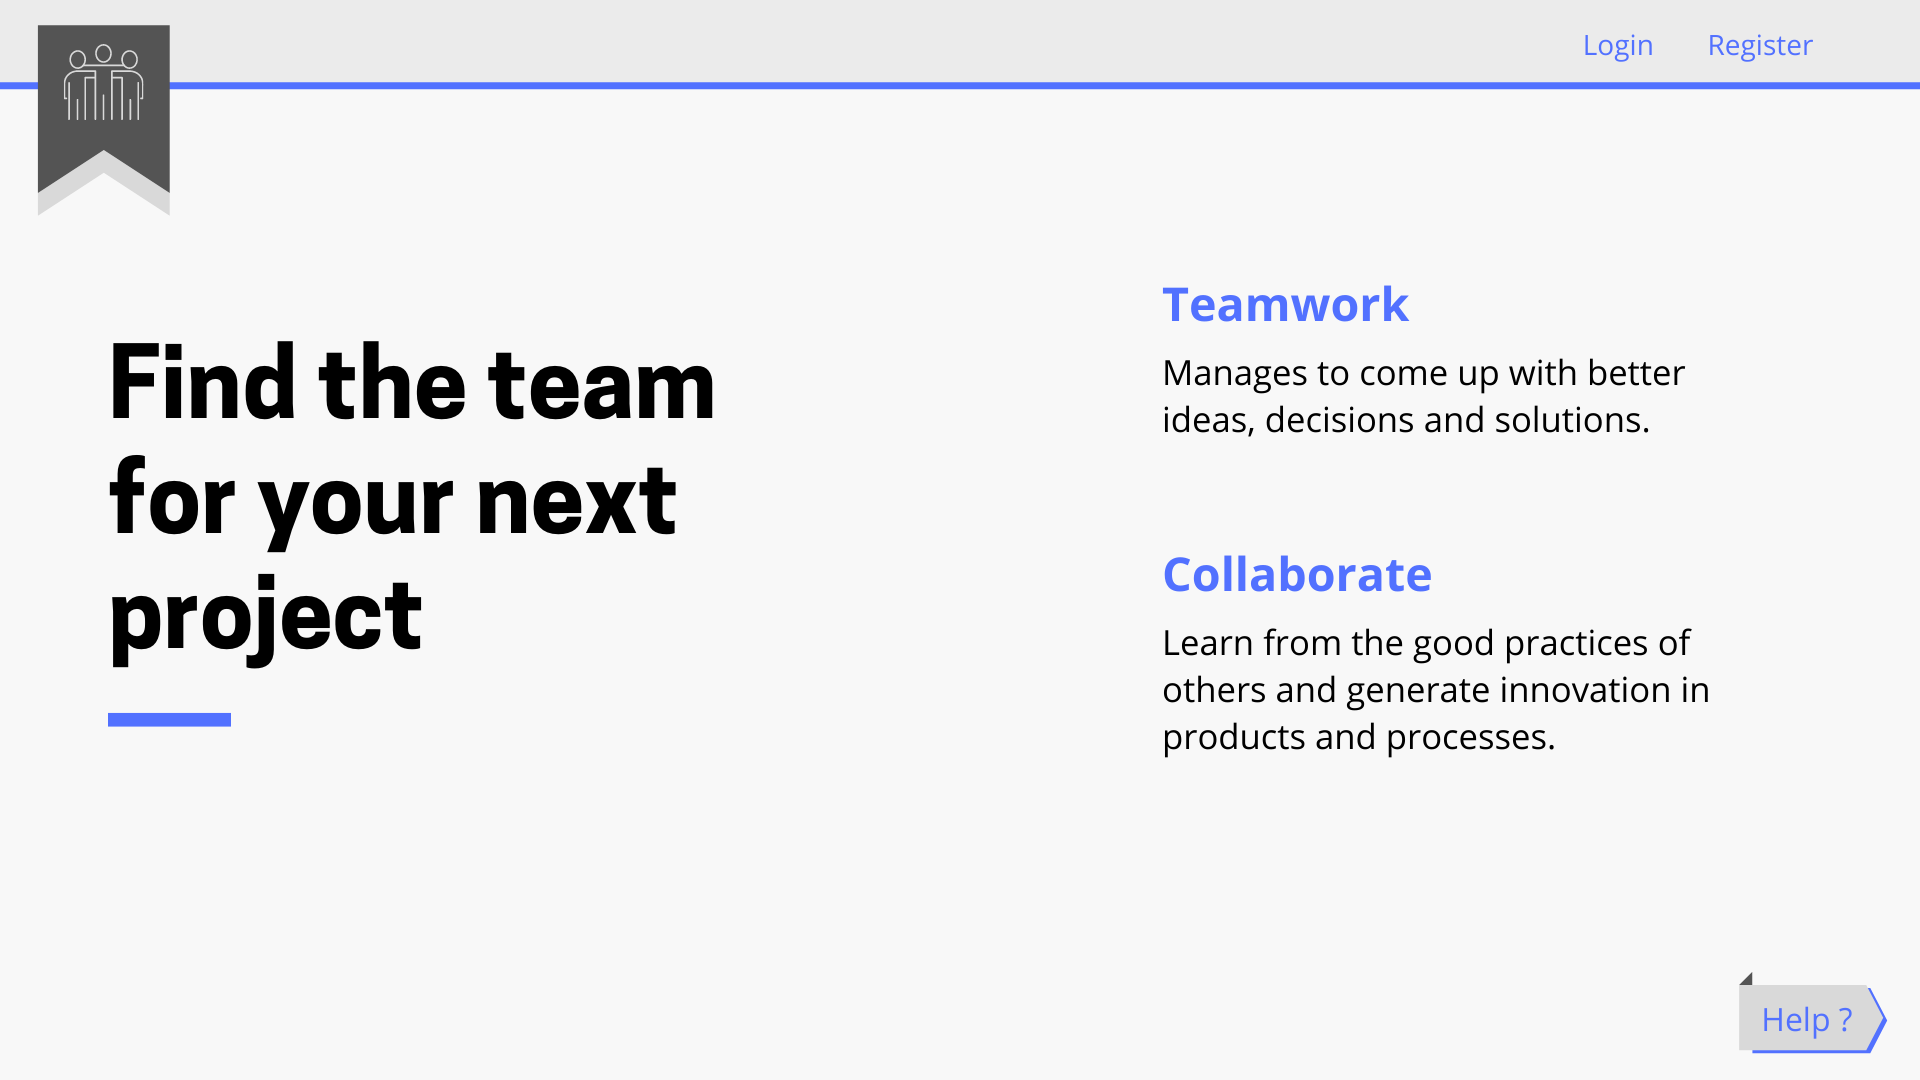 Login Register
Find the team
for your next
project
Teamwork
Manages to come up with better
ideas, decisions and solutions.
Collaborate
Learn from the good practices of
others and generate innovation in
products and processes.
Help ?